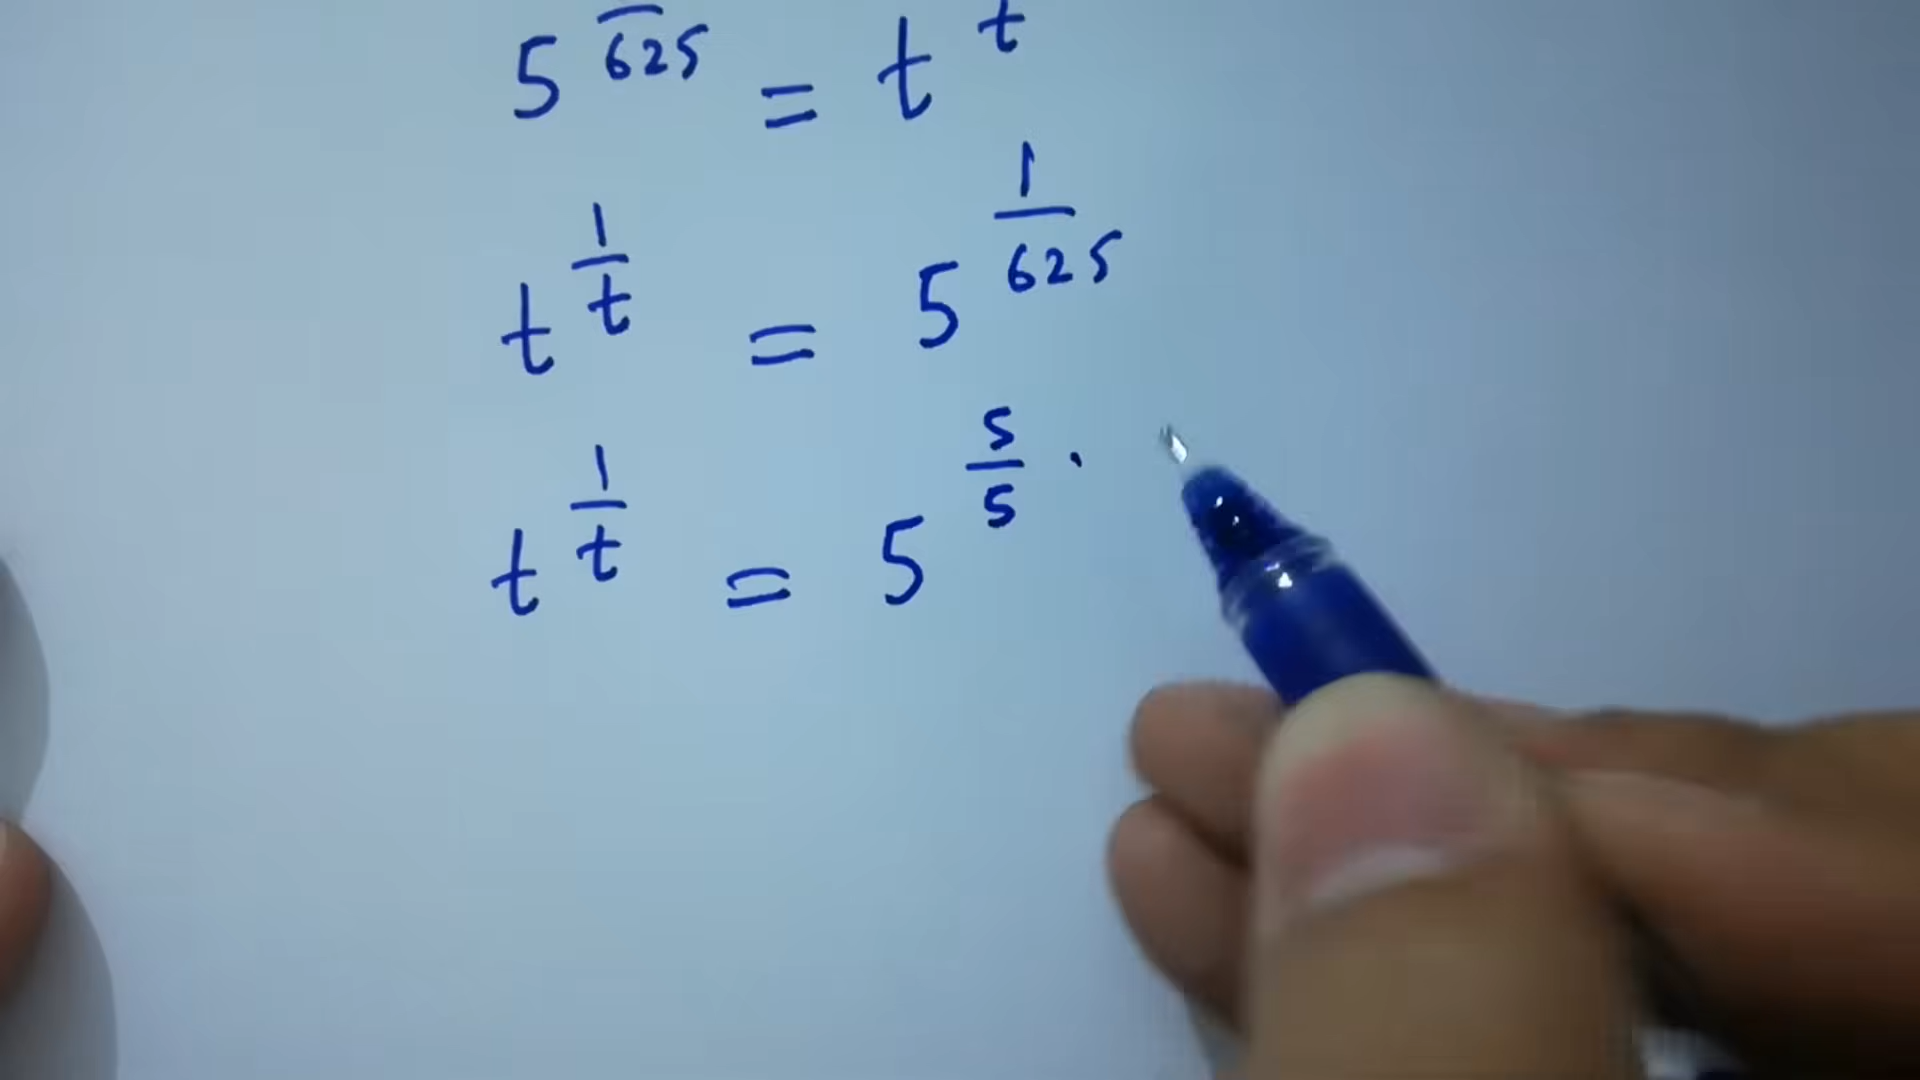 5^(—/625) = t^t
t^(1/t) = 5^(1/625)
t^(1/t) = 5^(5/5 ·